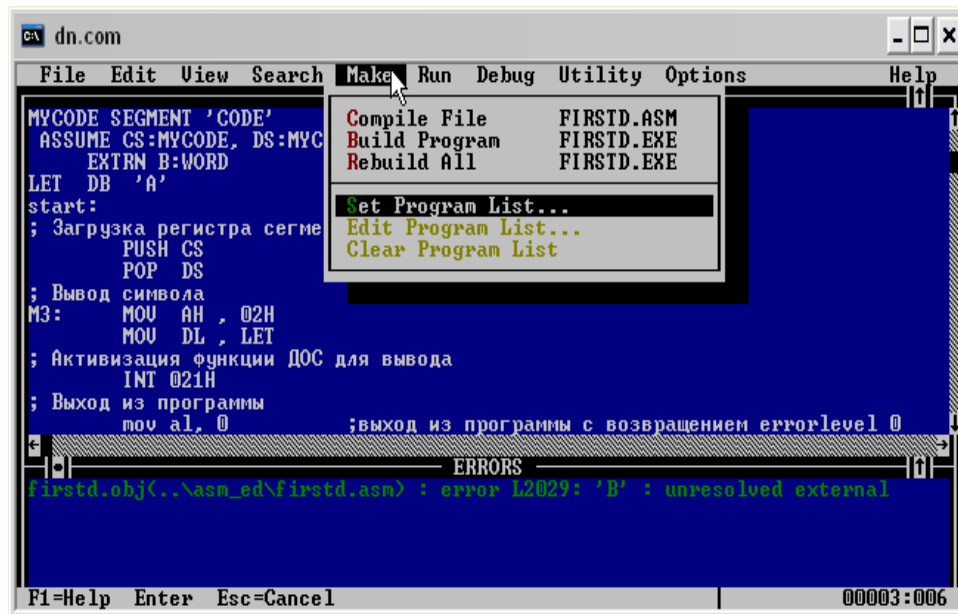 dn.com
File Edit View Search Make Run Debug Utility Options Help
Compile File FIRSTD.ASM
Build Program FIRSTD.EXE
Rebuild All FIRSTD.EXE
Set Program List...
Edit Program List...
Clear Program List
MYCODE SEGMENT 'CODE'
ASSUME CS:MYCODE, DS:MYC
EXTRN B:WORD
LET DB 'A'
start:
; Загрузка регистра сегме
PUSH CS
POP DS
; Вывод символа
M3: MOV AH , 02H
MOV DL , LET
; Активизация функции ДОС для вывода
INT 021H
; Выход из программы
mov al, 0 ;выход из программы с возвращением errorlevel 0
ERRORS
firstd.obj(..\asm_ed\firstd.asm) : error L2029: 'B' : unresolved external
F1=Help Enter Esc=Cancel 00003:006